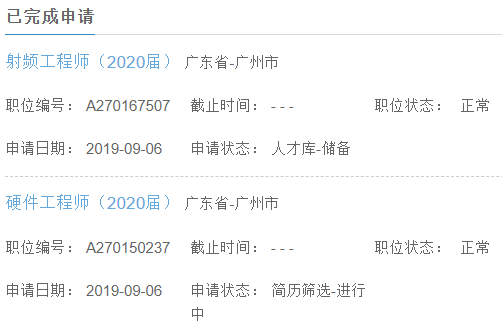 已完成申请
射频工程师（2020届） 广东省-广州市
职位编号： A270167507 截止时间： - - - 职位状态： 正常
申请日期： 2019-09-06 申请状态： 人才库-储备
硬件工程师（2020届） 广东省-广州市
职位编号： A270150237 截止时间： - - - 职位状态： 正常
申请日期： 2019-09-06 申请状态： 简历筛选-进行
中